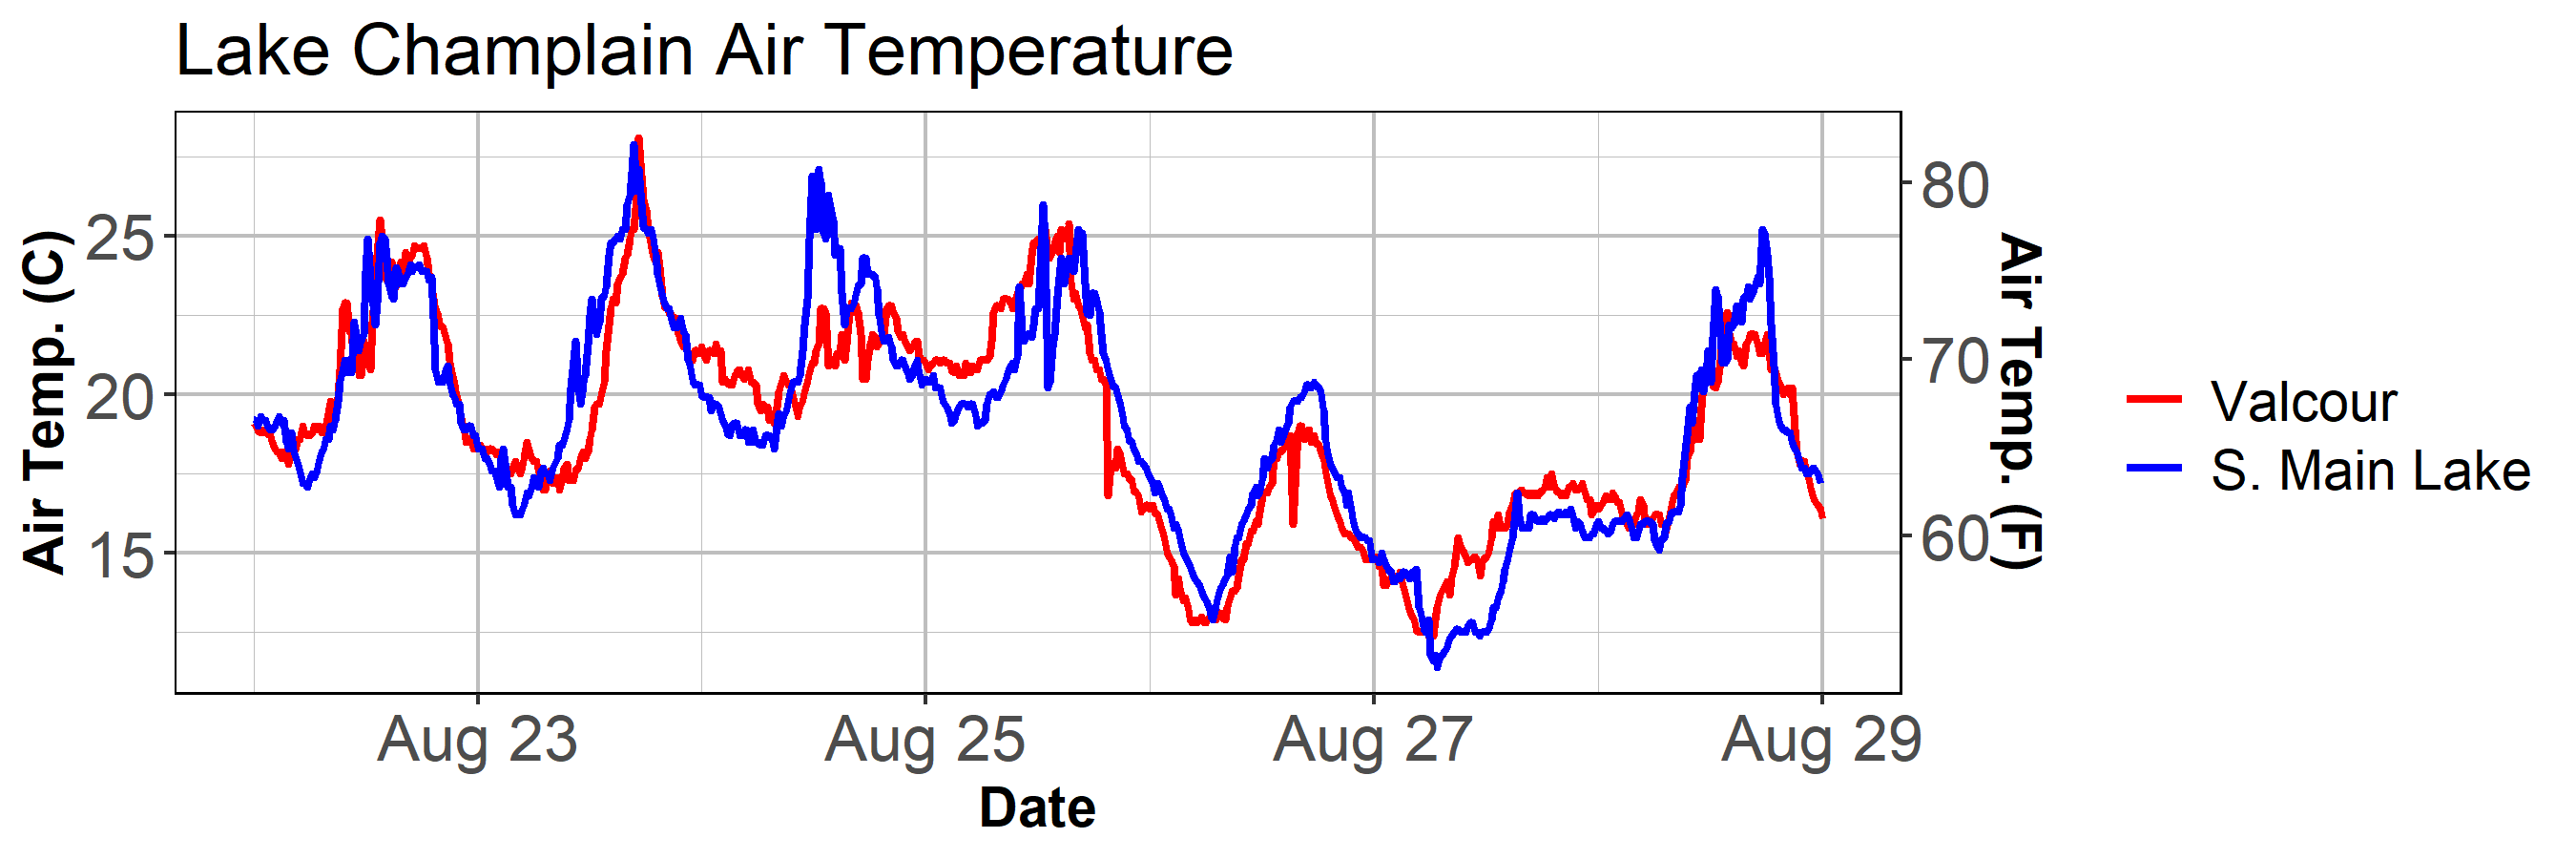 Lake Champlain Air Temperature
Air Temp. (C)
25
20
15
80
70
60
Air Temp. (F)
Valcour
S. Main Lake
Aug 23
Aug 25
Aug 27
Aug 29
Date